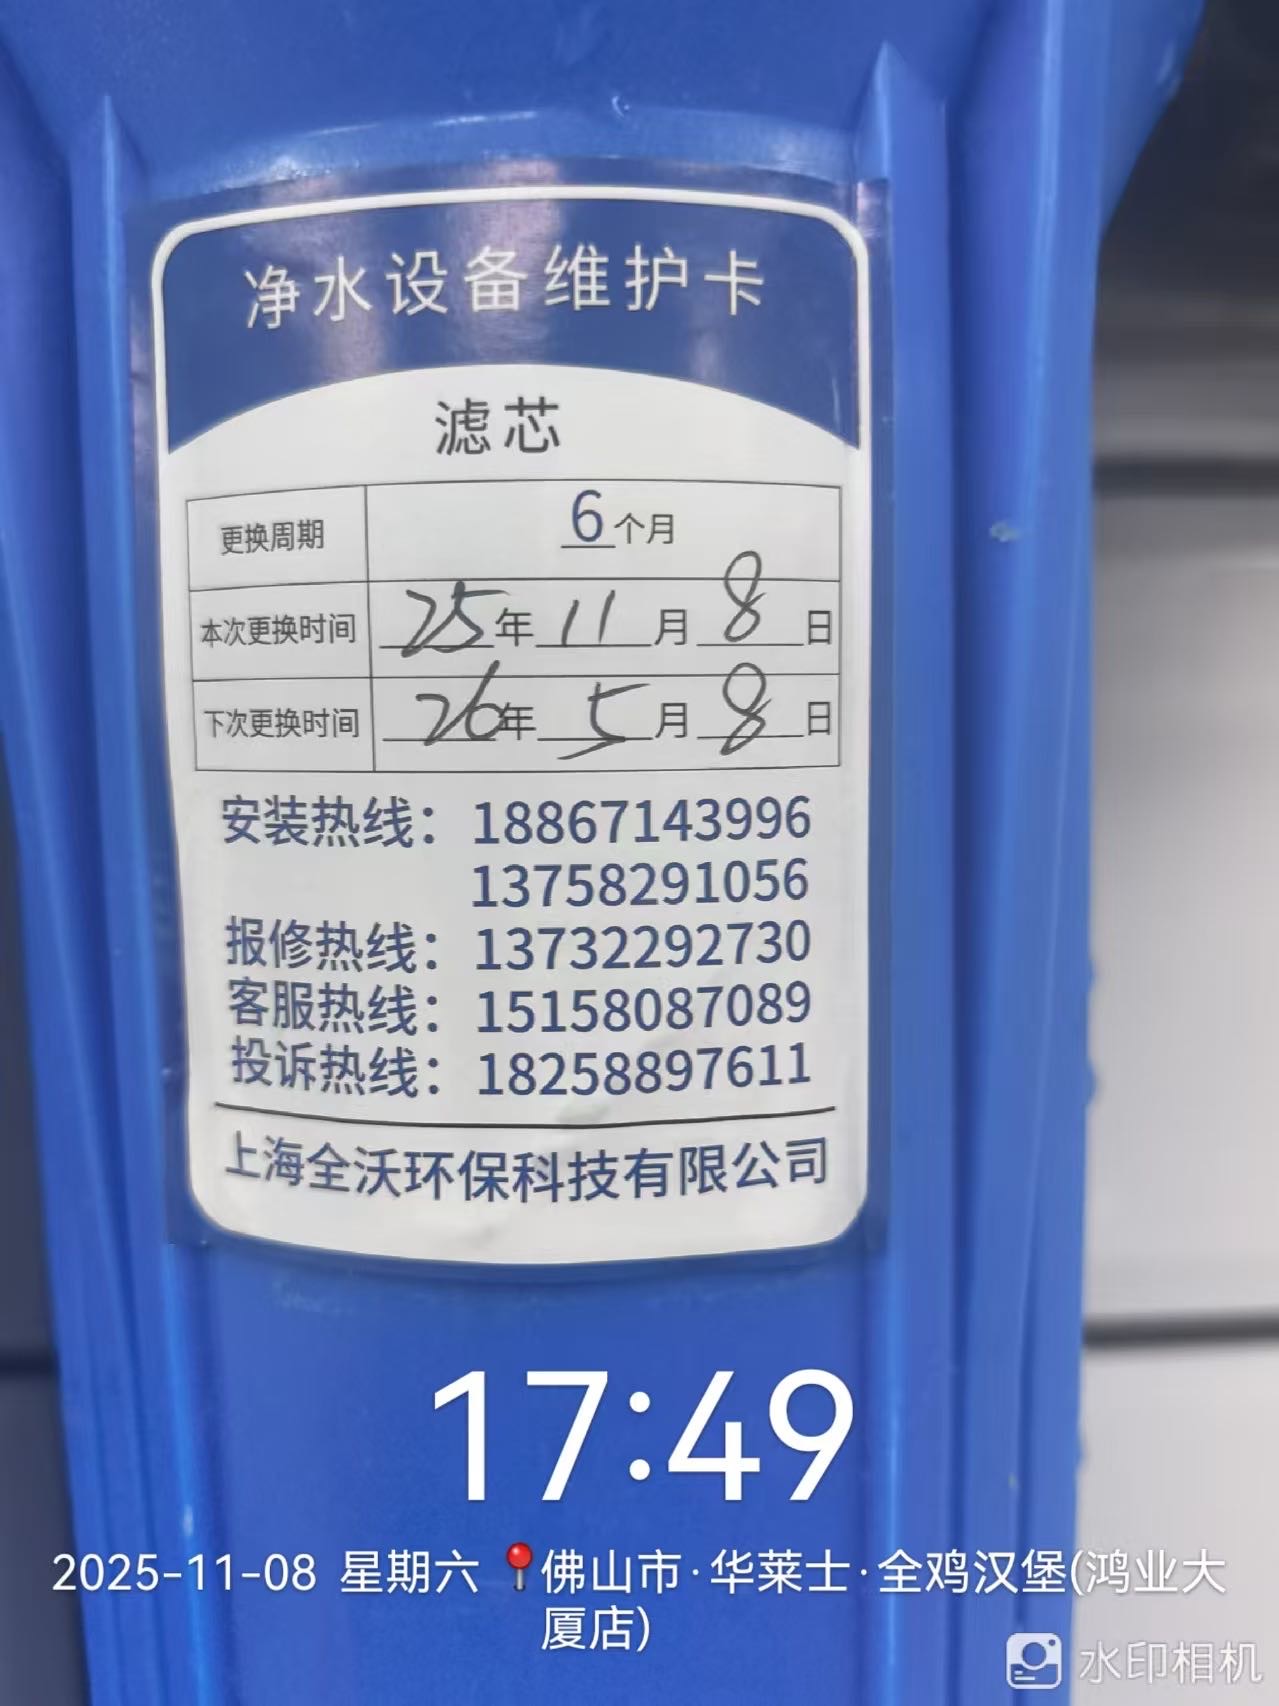 净水设备维护卡
滤芯
更换周期 6个月
本次更换时间 25年11月8日
下次更换时间 26年5月8日
安装热线：18867143996
13758291056
报修热线：13732292730
客服热线：15158087089
投诉热线：18258897611
上海全沃环保科技有限公司
17:49
2025-11-08 星期六 📍佛山市·华莱士·全鸡汉堡(鸿业大
厦店)
水印相机